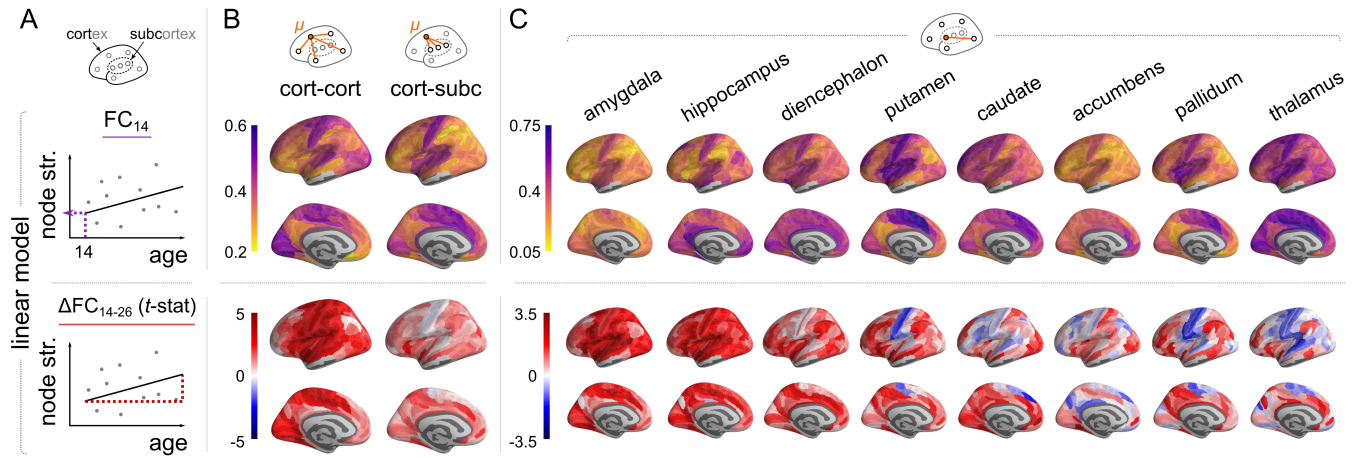 A
cortex
subcortex
linear model
FC14
node str.
14
age
ΔFC14-26 (t-stat)
node str.
age
B
μ
μ
cort-cort
cort-subc
0.6
0.4
0.2
5
0
-5
C
amygdala
hippocampus
diencephalon
putamen
caudate
accumbens
pallidum
thalamus
0.75
0.4
0.05
3.5
0
-3.5